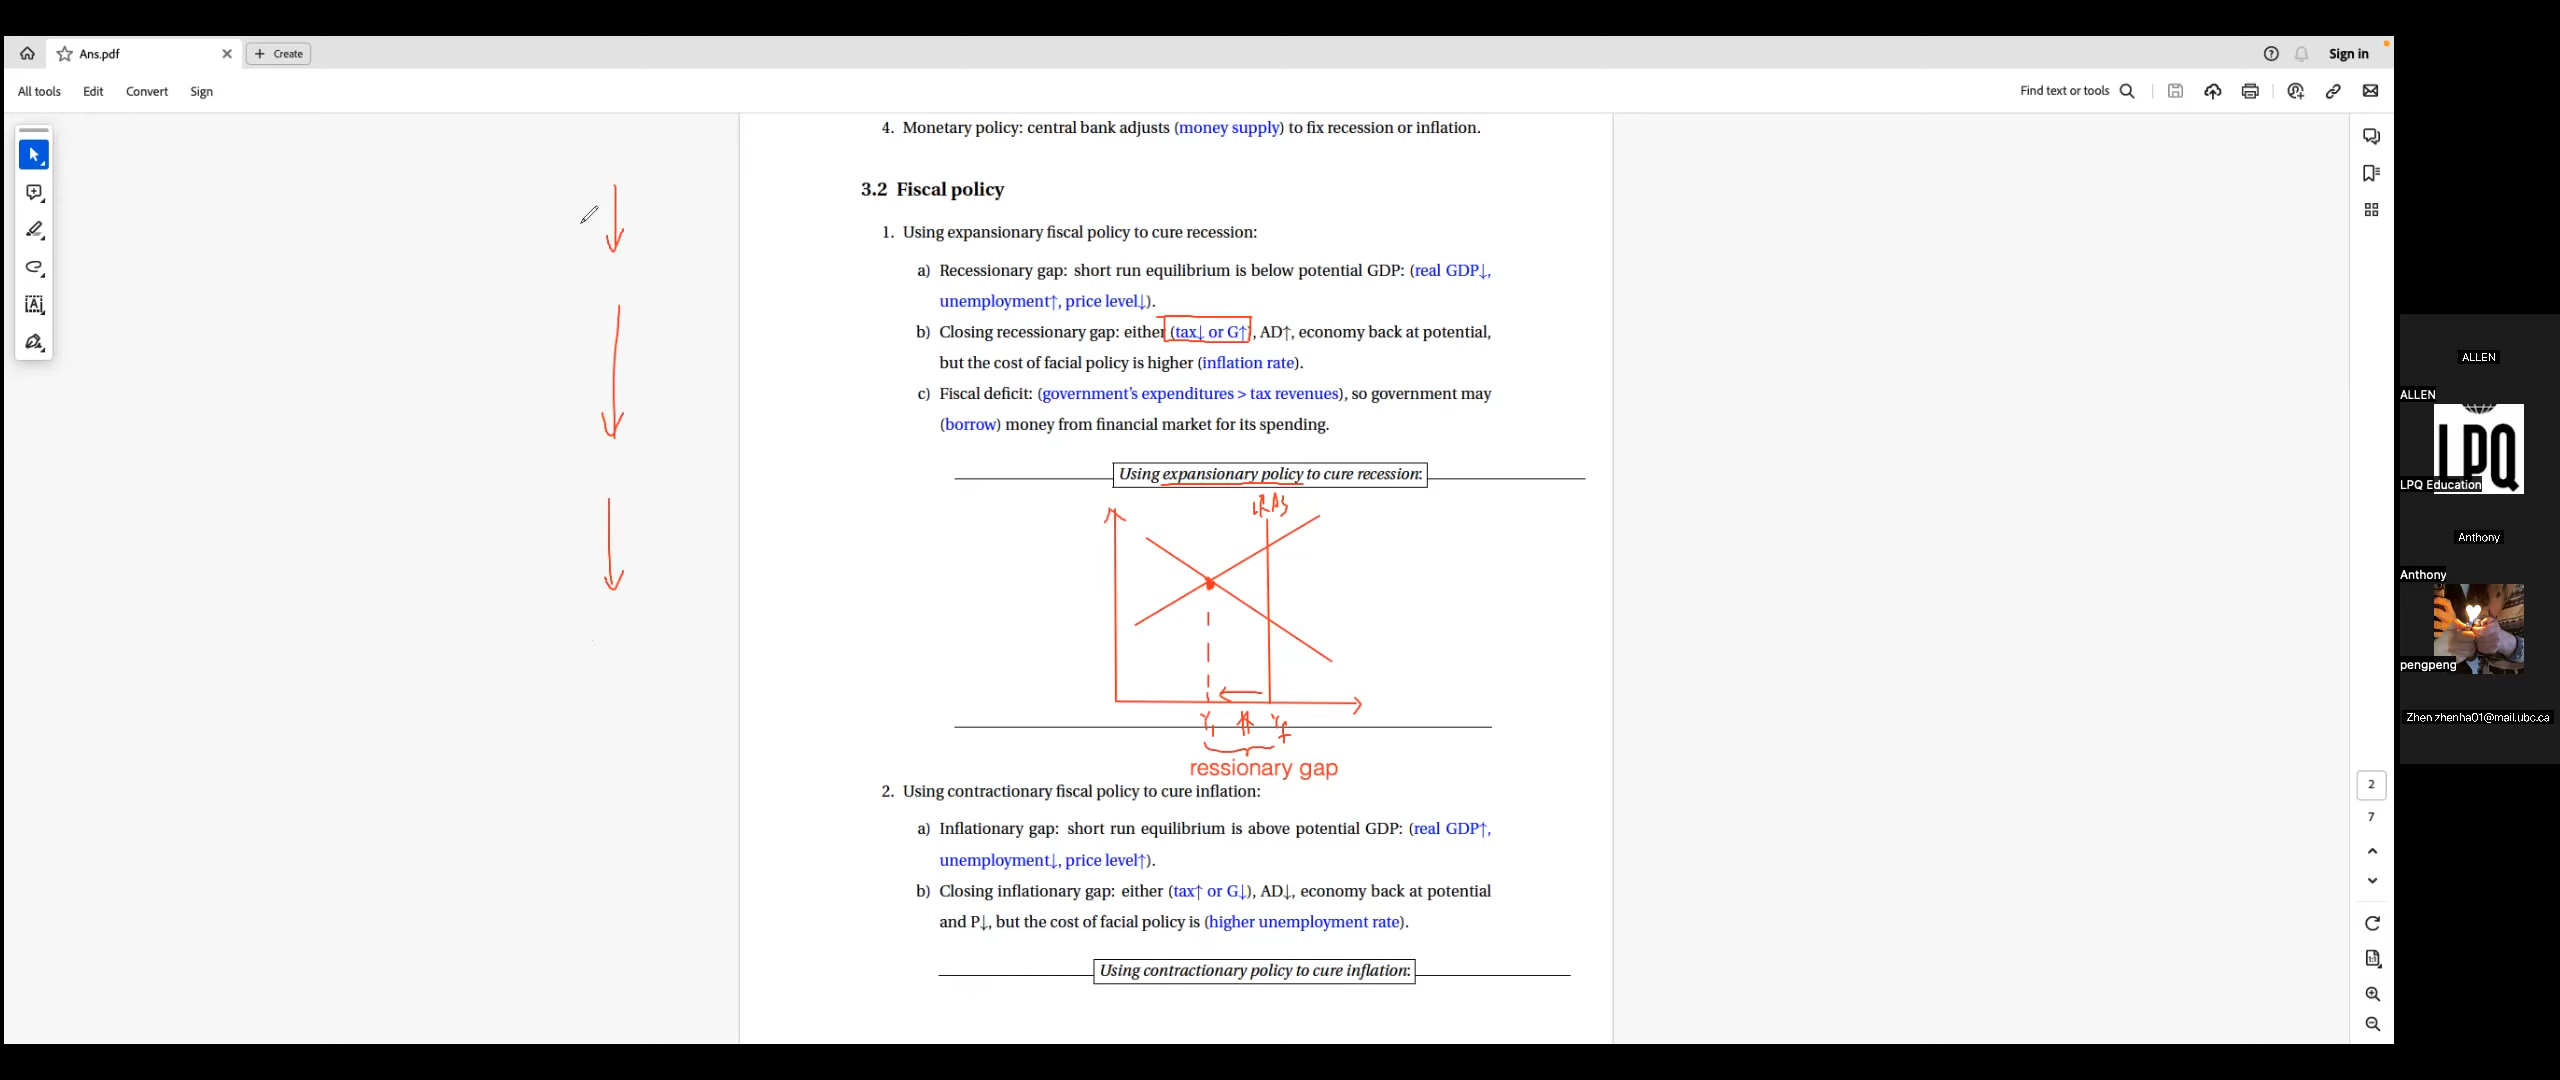 Ans.pdf
Create
Sign in
All tools Edit Convert Sign
Find text or tools
4. Monetary policy: central bank adjusts (money supply) to fix recession or inflation.
3.2 Fiscal policy
1. Using expansionary fiscal policy to cure recession:
a) Recessionary gap: short run equilibrium is below potential GDP: (real GDP↓,
unemployment↑, price level↓).
b) Closing recessionary gap: either (tax↓ or G↑), AD↑, economy back at potential,
but the cost of facial policy is higher (inflation rate).
c) Fiscal deficit: (government's expenditures > tax revenues), so government may
(borrow) money from financial market for its spending.
Using expansionary policy to cure recession:
LRAS
Y1 Yf
ressionary gap
2. Using contractionary fiscal policy to cure inflation:
a) Inflationary gap: short run equilibrium is above potential GDP: (real GDP↑,
unemployment↓, price level↑).
b) Closing inflationary gap: either (tax↑ or G↓), AD↓, economy back at potential
and P↓, but the cost of facial policy is (higher unemployment rate).
Using contractionary policy to cure inflation:
2
7
ALLEN
ALLEN
LPQ
LPQ Education
Anthony
Anthony
pengpeng
Zhen zhenha01@mail.ubc.ca